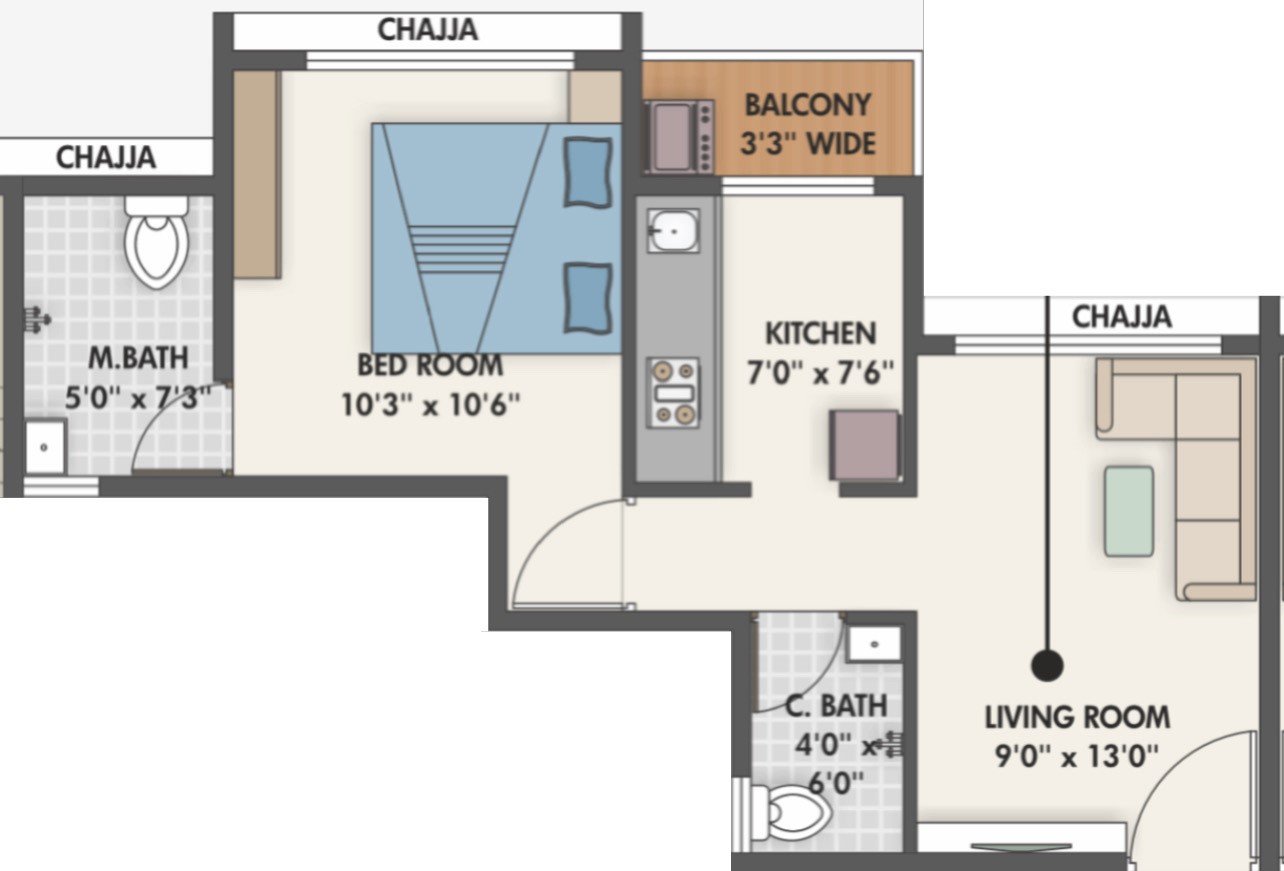 CHAJJA
BALCONY
3'3" WIDE
CHAJJA
KITCHEN
7'0" x 7'6"
CHAJJA
M.BATH
5'0" x 7'3"
BED ROOM
10'3" x 10'6"
C. BATH
4'0" x
6'0"
LIVING ROOM
9'0" x 13'0"